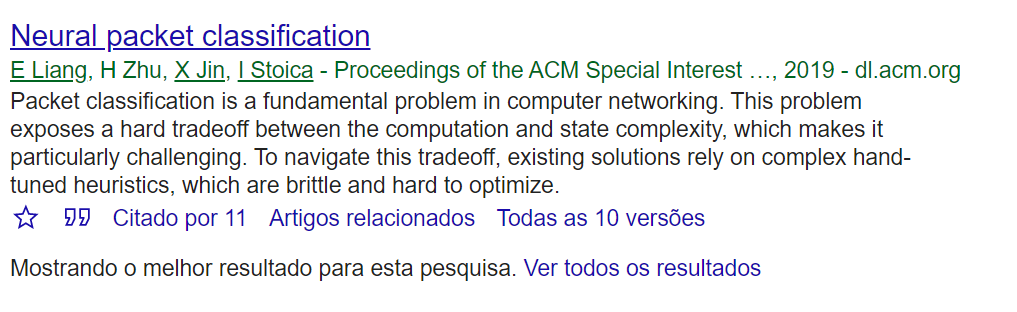 Neural packet classification
E Liang, H Zhu, X Jin, I Stoica - Proceedings of the ACM Special Interest …, 2019 - dl.acm.org
Packet classification is a fundamental problem in computer networking. This problem
exposes a hard tradeoff between the computation and state complexity, which makes it
particularly challenging. To navigate this tradeoff, existing solutions rely on complex hand-
tuned heuristics, which are brittle and hard to optimize.
Citado por 11 Artigos relacionados Todas as 10 versões
Mostrando o melhor resultado para esta pesquisa. Ver todos os resultados